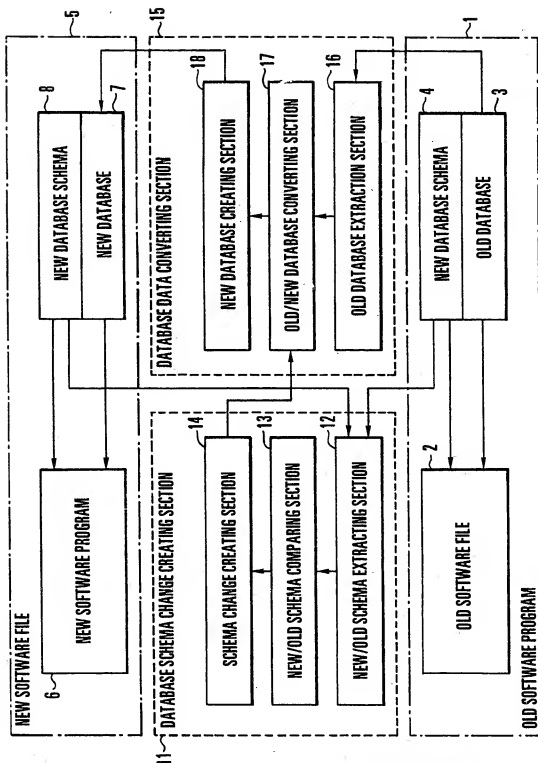 5
NEW SOFTWARE FILE
6
NEW SOFTWARE PROGRAM
8
NEW DATABASE SCHEMA
NEW DATABASE
7
11
DATABASE SCHEMA CHANGE CREATING SECTION
14
SCHEMA CHANGE CREATING SECTION
13
NEW/OLD SCHEMA COMPARING SECTION
12
NEW/OLD SCHEMA EXTRACTING SECTION
15
DATABASE DATA CONVERTING SECTION
18
NEW DATABASE CREATING SECTION
17
OLD/NEW DATABASE CONVERTING SECTION
16
OLD DATABASE EXTRACTION SECTION
1
OLD SOFTWARE PROGRAM
2
OLD SOFTWARE FILE
4
NEW DATABASE SCHEMA
OLD DATABASE
3